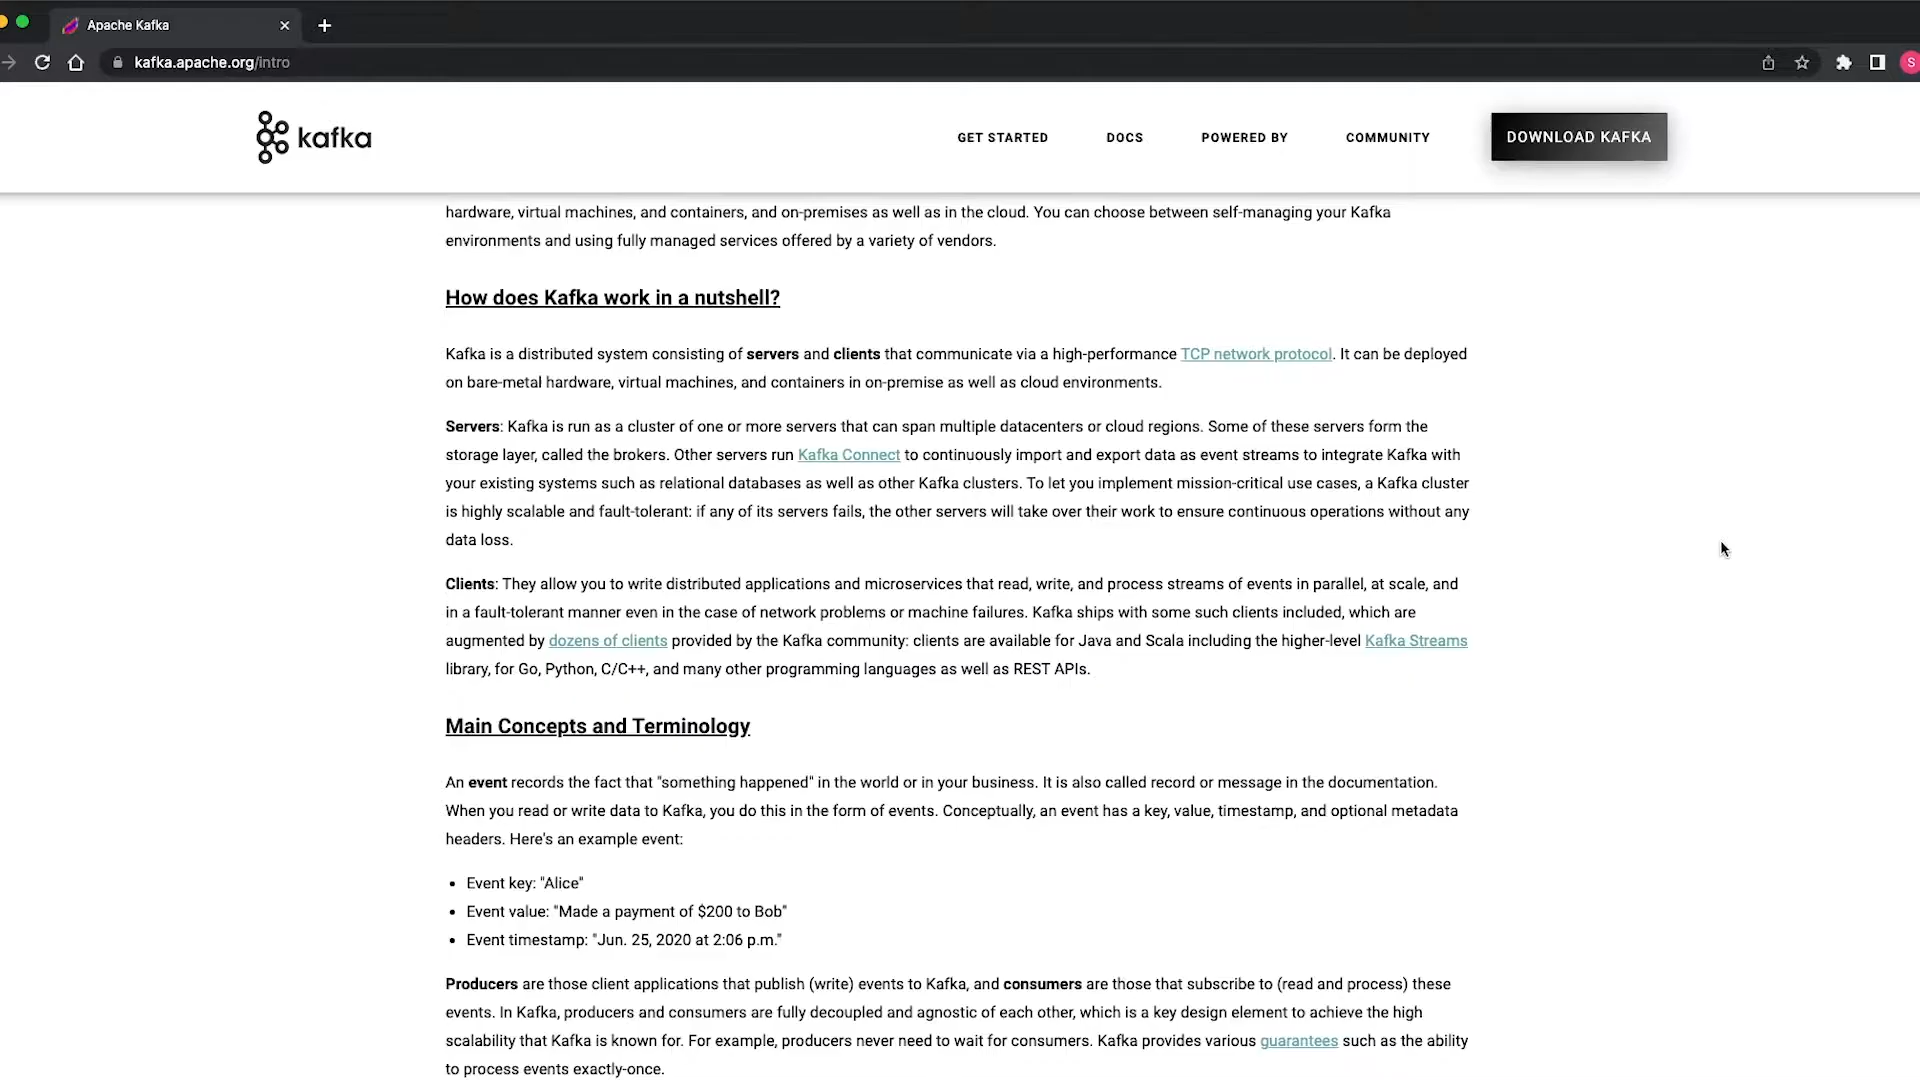 Apache Kafka
kafka.apache.org/intro
S
kafka
GET STARTED
DOCS
POWERED BY
COMMUNITY
DOWNLOAD KAFKA
hardware, virtual machines, and containers, and on-premises as well as in the cloud. You can choose between self-managing your Kafka
environments and using fully managed services offered by a variety of vendors.
How does Kafka work in a nutshell?
Kafka is a distributed system consisting of servers and clients that communicate via a high-performance TCP network protocol. It can be deployed
on bare-metal hardware, virtual machines, and containers in on-premise as well as cloud environments.
Servers: Kafka is run as a cluster of one or more servers that can span multiple datacenters or cloud regions. Some of these servers form the
storage layer, called the brokers. Other servers run Kafka Connect to continuously import and export data as event streams to integrate Kafka with
your existing systems such as relational databases as well as other Kafka clusters. To let you implement mission-critical use cases, a Kafka cluster
is highly scalable and fault-tolerant: if any of its servers fails, the other servers will take over their work to ensure continuous operations without any
data loss.
Clients: They allow you to write distributed applications and microservices that read, write, and process streams of events in parallel, at scale, and
in a fault-tolerant manner even in the case of network problems or machine failures. Kafka ships with some such clients included, which are
augmented by dozens of clients provided by the Kafka community: clients are available for Java and Scala including the higher-level Kafka Streams
library, for Go, Python, C/C++, and many other programming languages as well as REST APIs.
Main Concepts and Terminology
An event records the fact that "something happened" in the world or in your business. It is also called record or message in the documentation.
When you read or write data to Kafka, you do this in the form of events. Conceptually, an event has a key, value, timestamp, and optional metadata
headers. Here's an example event:
• Event key: "Alice"
• Event value: "Made a payment of $200 to Bob"
• Event timestamp: "Jun. 25, 2020 at 2:06 p.m."
Producers are those client applications that publish (write) events to Kafka, and consumers are those that subscribe to (read and process) these
events. In Kafka, producers and consumers are fully decoupled and agnostic of each other, which is a key design element to achieve the high
scalability that Kafka is known for. For example, producers never need to wait for consumers. Kafka provides various guarantees such as the ability
to process events exactly-once.